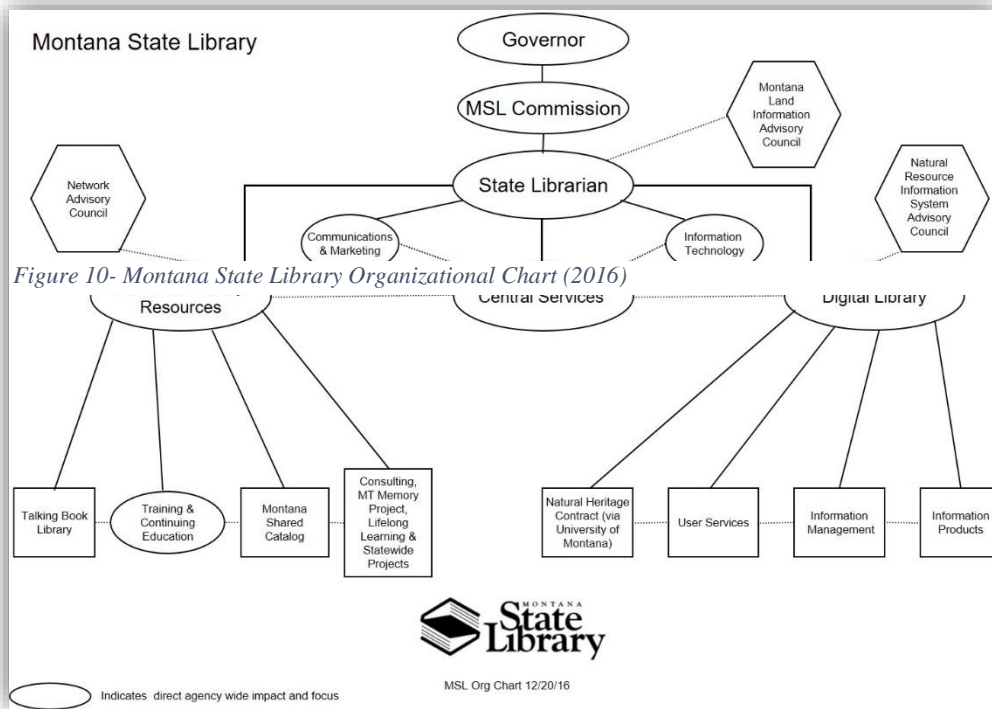 Montana State Library
Governor
MSL Commission
State Librarian
Montana
Land
Information
Advisory
Council
Network
Advisory
Council
Natural
Resource
Information
System
Advisory
Council
Communications
& Marketing
Information
Technology
Figure 10- Montana State Library Organizational Chart (2016)
Resources
Central Services
Digital Library
Talking Book
Library
Training &
Continuing
Education
Montana
Shared
Catalog
Consulting,
MT Memory
Project,
Lifelong
Learning &
Statewide
Projects
Natural Heritage
Contract (via
University of
Montana)
User Services
Information
Management
Information
Products
MONTANA
State
Library
MSL Org Chart 12/20/16
Indicates direct agency wide impact and focus